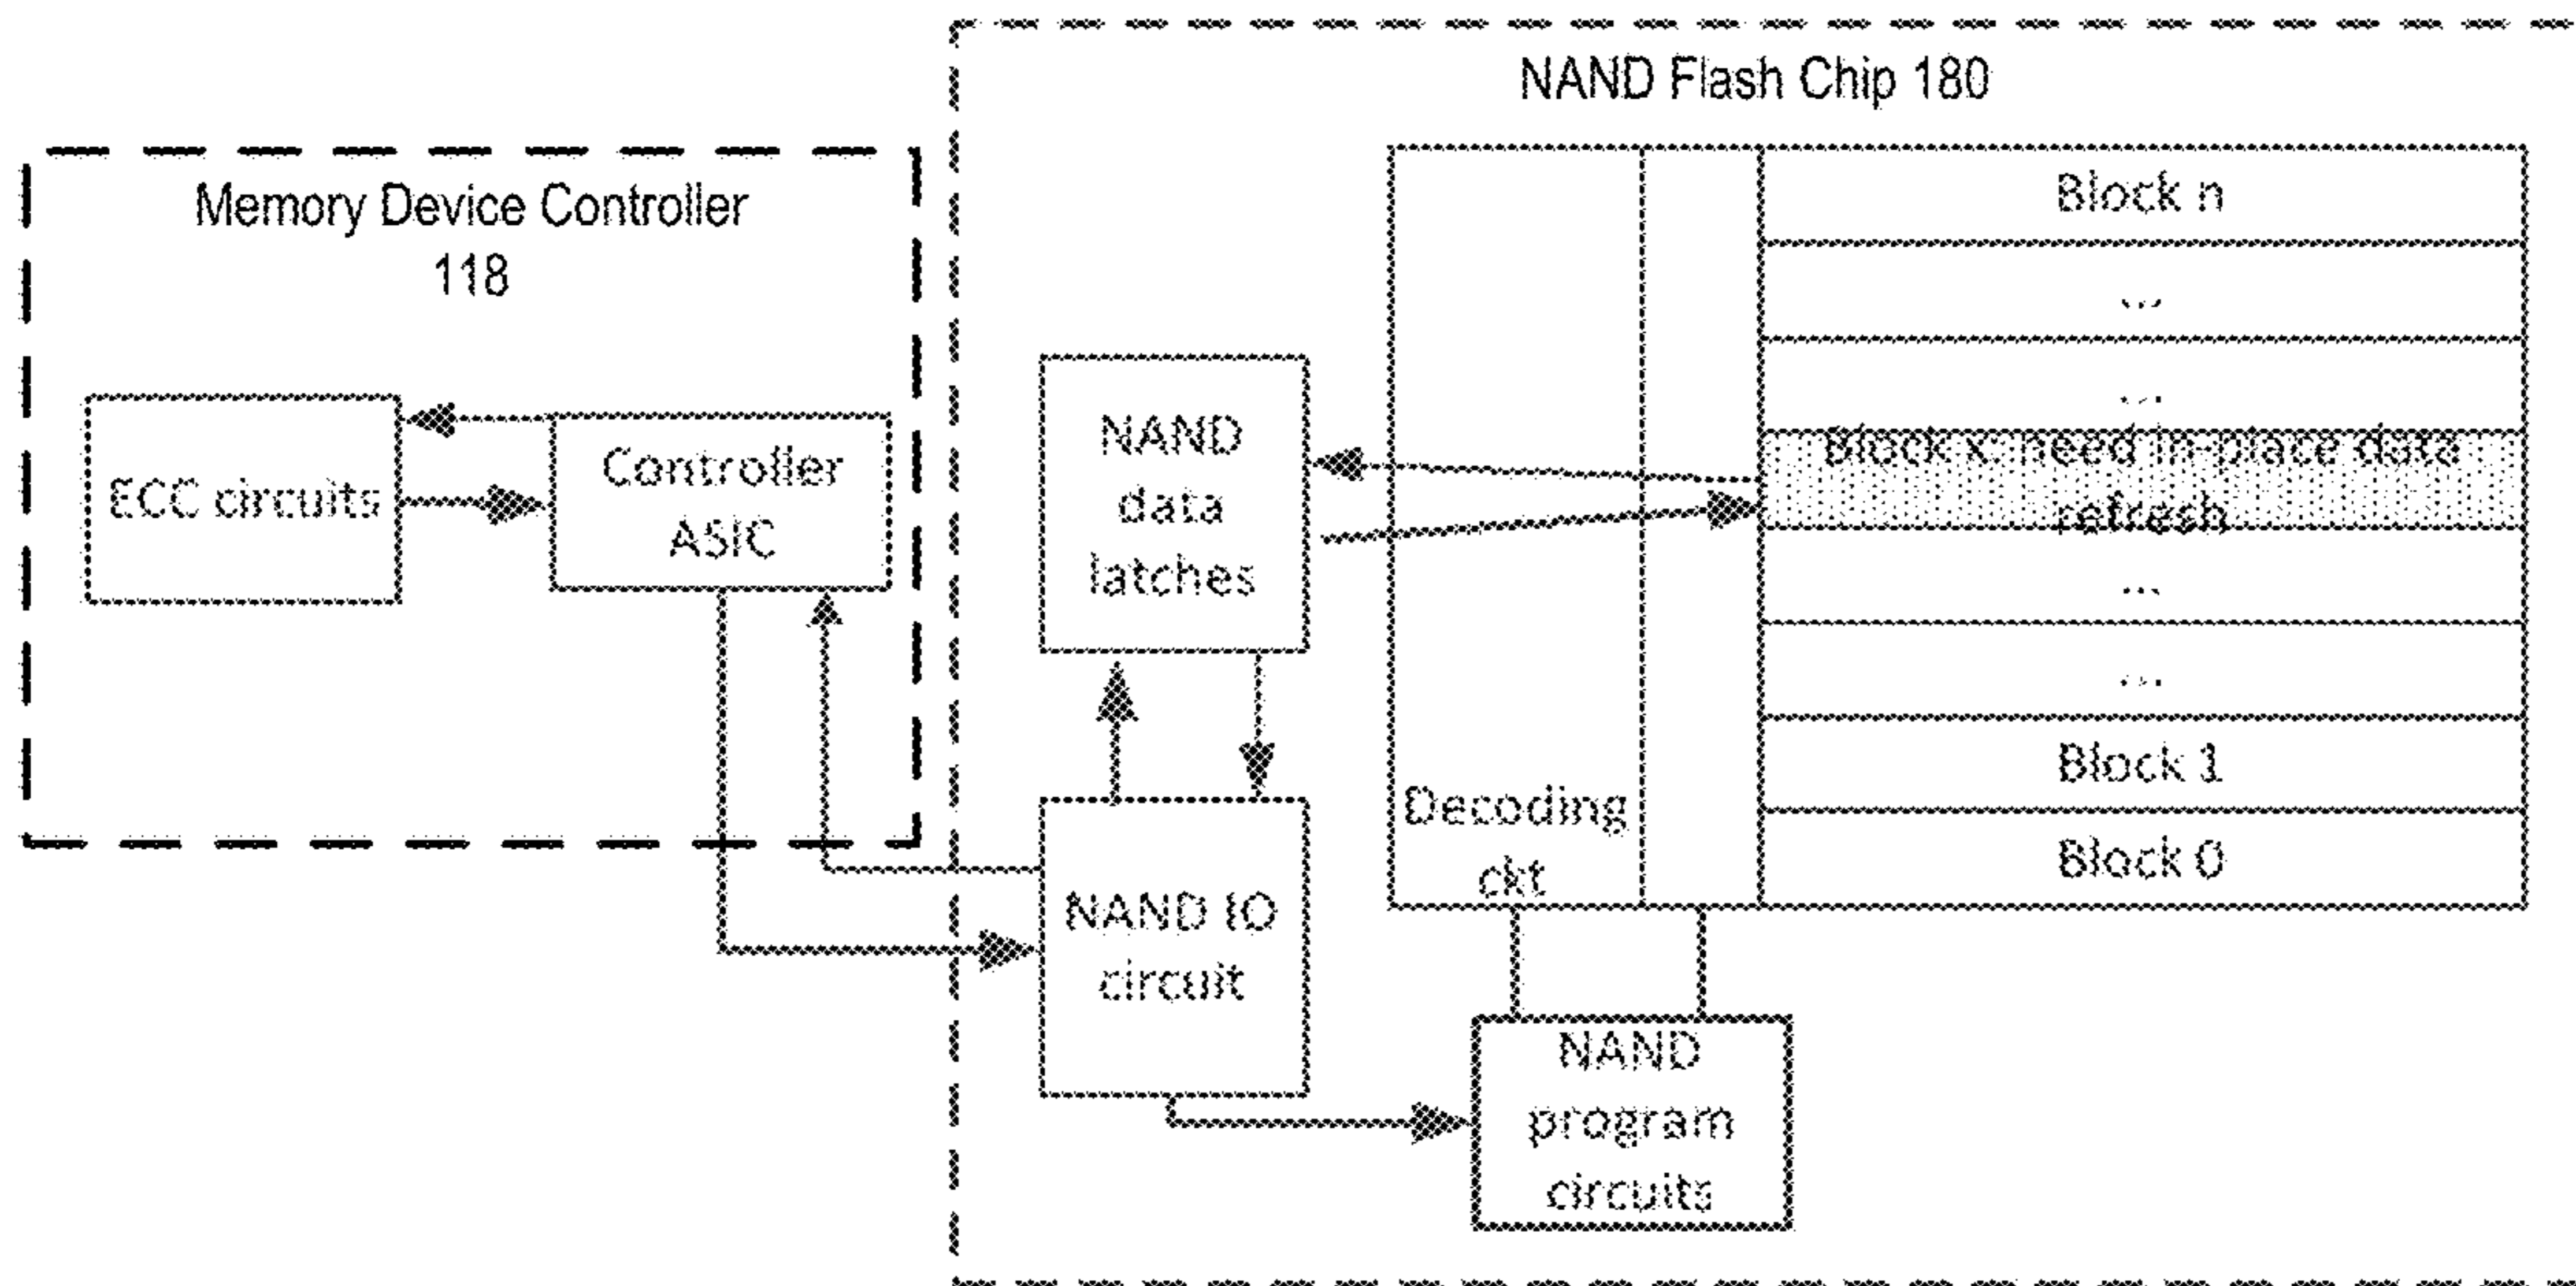 NAND Flash Chip 180
Memory Device Controller
118
ECC circuits
Controller
ASIC
NAND
data
latches
NAND IO
circuit
Decoding
ckt
NAND
program
circuits
Block n
...
...
Block x: need in-place data
refresh
...
...
Block 1
Block 0